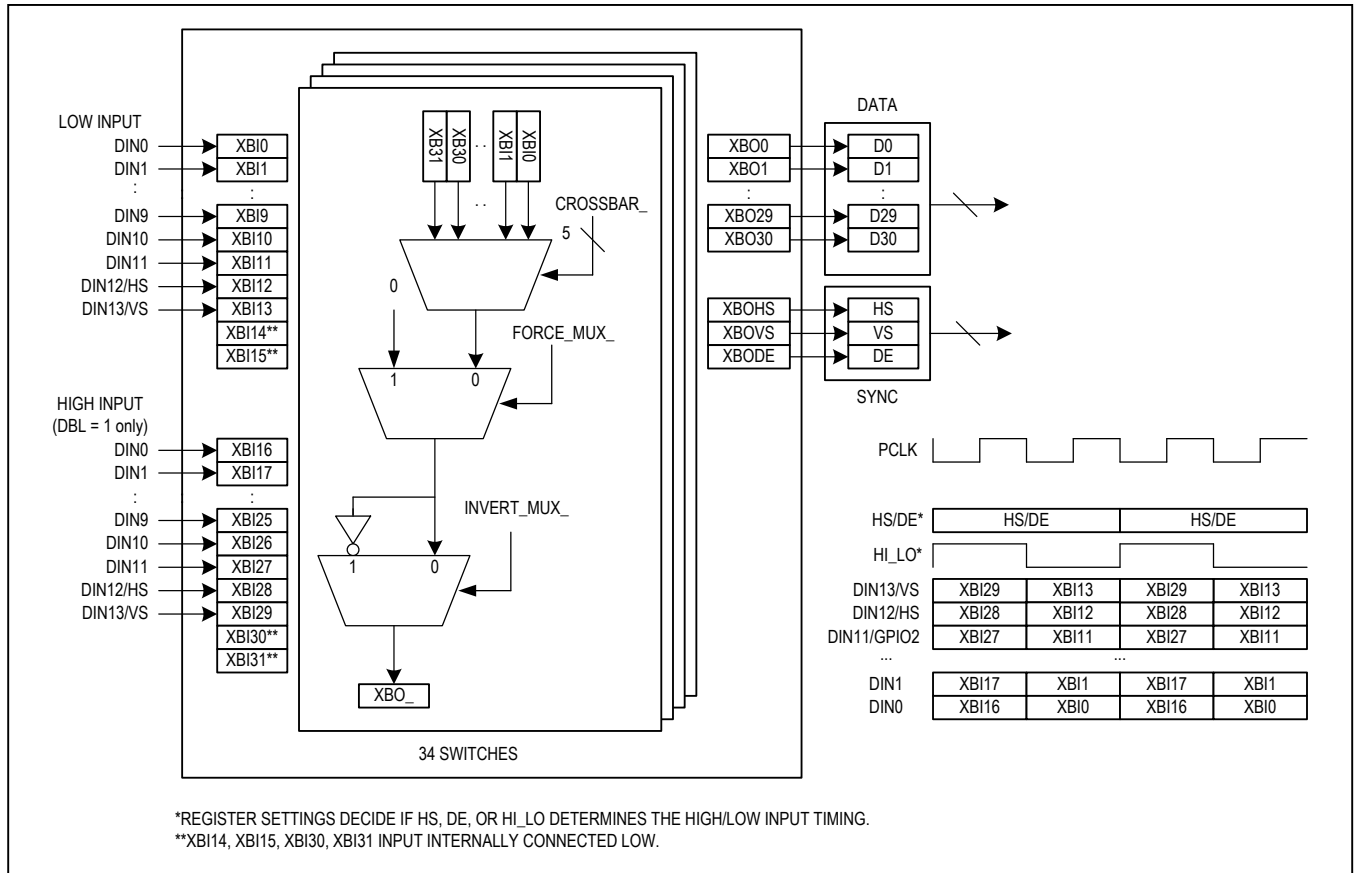 LOW INPUT
DIN0
DIN1
:
DIN9
DIN10
DIN11
DIN12/HS
DIN13/VS
XBI0
XBI1
:
XBI9
XBI10
XBI11
XBI12
XBI13
XBI14**
XBI15**
HIGH INPUT
(DBL = 1 only)
DIN0
DIN1
:
DIN9
DIN10
DIN11
DIN12/HS
DIN13/VS
XBI16
XBI17
:
XBI25
XBI26
XBI27
XBI28
XBI29
XBI30**
XBI31**
XB31
XB30
. .
XBI1
XBI0
. .
CROSSBAR_
5
0
FORCE_MUX_
1 0
INVERT_MUX_
1 0
XBO_
34 SWITCHES
XBO0
XBO1
:
XBO29
XBO30
DATA
D0
D1
:
D29
D30
XBOHS
XBOVS
XBODE
HS
VS
DE
SYNC
PCLK
HS/DE* HS/DE HS/DE
HI_LO*
DIN13/VS XBI29 XBI13 XBI29 XBI13
DIN12/HS XBI28 XBI12 XBI28 XBI12
DIN11/GPIO2 XBI27 XBI11 XBI27 XBI11
... ...
DIN1 XBI17 XBI1 XBI17 XBI1
DIN0 XBI16 XBI0 XBI16 XBI0
*REGISTER SETTINGS DECIDE IF HS, DE, OR HI_LO DETERMINES THE HIGH/LOW INPUT TIMING.
**XBI14, XBI15, XBI30, XBI31 INPUT INTERNALLY CONNECTED LOW.